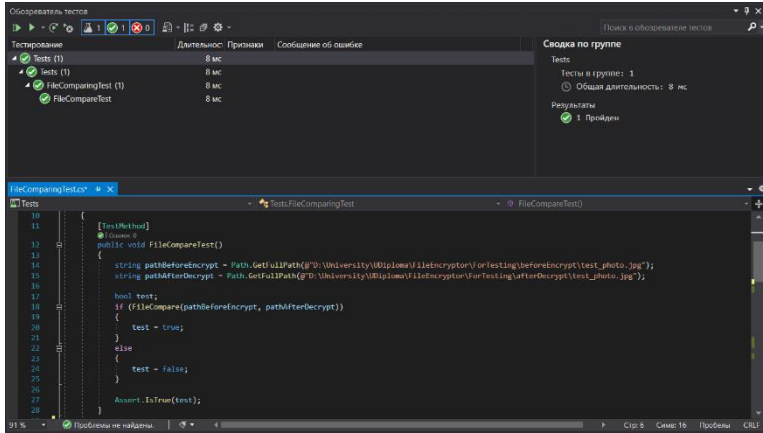 Обозреватель тестов
1 1 0
Поиск в обозревателе тестов
Тестирование Длительнос: Признаки Сообщение об ошибке
Tests (1) 8 мс
Tests (1) 8 мс
FileComparingTest (1) 8 мс
FileCompareTest 8 мс
Сводка по группе
Tests
Тесты в группе: 1
Общая длительность: 8 мс
Результаты
1 Пройден
FileComparingTest.cs*
Tests Tests.FileComparingTest FileCompareTest()
10 {
11 [TestMethod]
Ссылок: 0
12 public void FileCompareTest()
13 {
14 string pathBeforeEncrypt = Path.GetFullPath(@"D:\University\UDiploma\FileEncryptor\ForTesting\beforeEncrypt\test_photo.jpg");
15 string pathAfterDecrypt = Path.GetFullPath(@"D:\University\UDiploma\FileEncryptor\ForTesting\afterDecrypt\test_photo.jpg");
16
17 bool test;
18 if (FileCompare(pathBeforeEncrypt, pathAfterDecrypt))
19 {
20 test = true;
21 }
22 else
23 {
24 test = false;
25 }
26
27 Assert.IsTrue(test);
28 }
91 % Проблемы не найдены. Стр: 6 Симв: 16 Пробелы CRLF